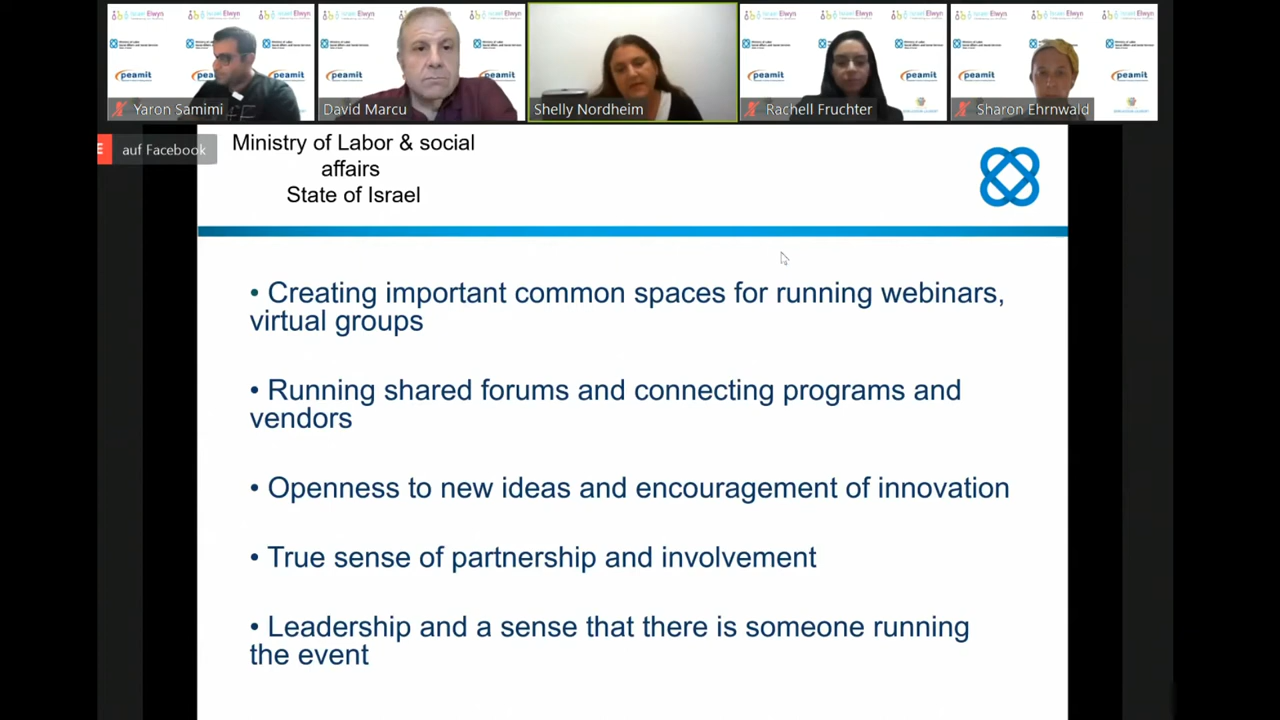 Israel Elwyn
peamit
Yaron Samimi
David Marcu
Shelly Nordheim
Rachell Fruchter
Sharon Ehrnwald
E auf Facebook
Ministry of Labor & social
affairs
State of Israel
• Creating important common spaces for running webinars,
virtual groups
• Running shared forums and connecting programs and
vendors
• Openness to new ideas and encouragement of innovation
• True sense of partnership and involvement
• Leadership and a sense that there is someone running
the event